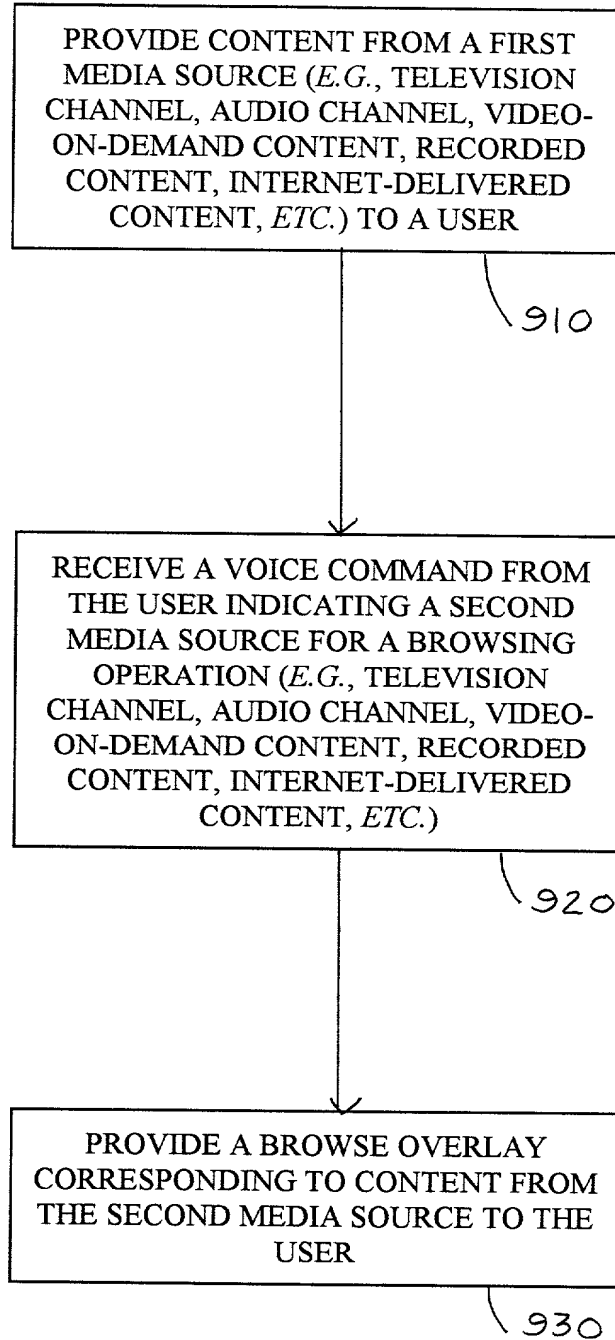 PROVIDE CONTENT FROM A FIRST
MEDIA SOURCE (E.G., TELEVISION
CHANNEL, AUDIO CHANNEL, VIDEO-
ON-DEMAND CONTENT, RECORDED
CONTENT, INTERNET-DELIVERED
CONTENT, ETC.) TO A USER
910
RECEIVE A VOICE COMMAND FROM
THE USER INDICATING A SECOND
MEDIA SOURCE FOR A BROWSING
OPERATION (E.G., TELEVISION
CHANNEL, AUDIO CHANNEL, VIDEO-
ON-DEMAND CONTENT, RECORDED
CONTENT, INTERNET-DELIVERED
CONTENT, ETC.)
920
PROVIDE A BROWSE OVERLAY
CORRESPONDING TO CONTENT FROM
THE SECOND MEDIA SOURCE TO THE
USER
930